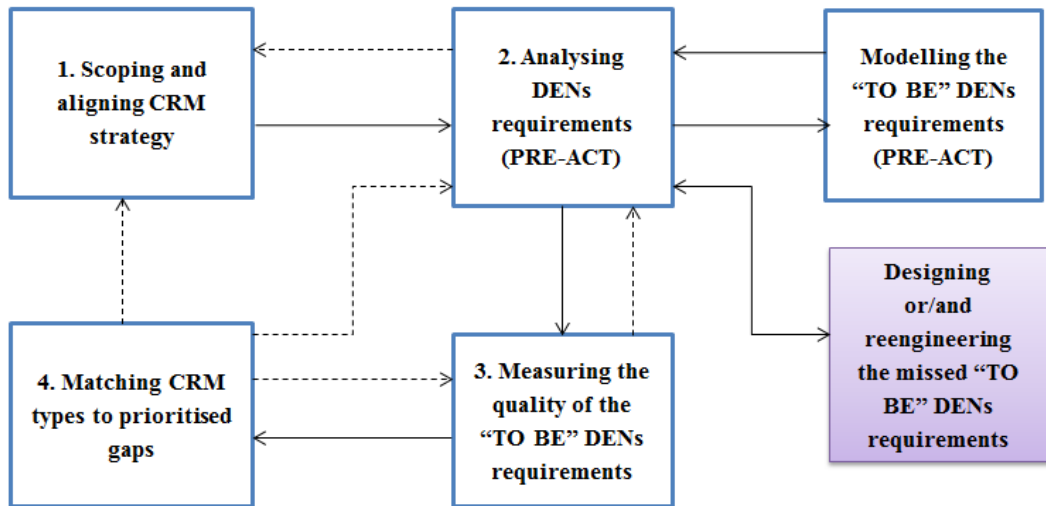 1. Scoping and
aligning CRM
strategy
2. Analysing
DENs
requirements
(PRE-ACT)
Modelling the
“TO BE” DENs
requirements
(PRE-ACT)
Designing
or/and
reengineering
the missed “TO
BE” DENs
requirements
4. Matching CRM
types to prioritised
gaps
3. Measuring the
quality of the
“TO BE” DENs
requirements